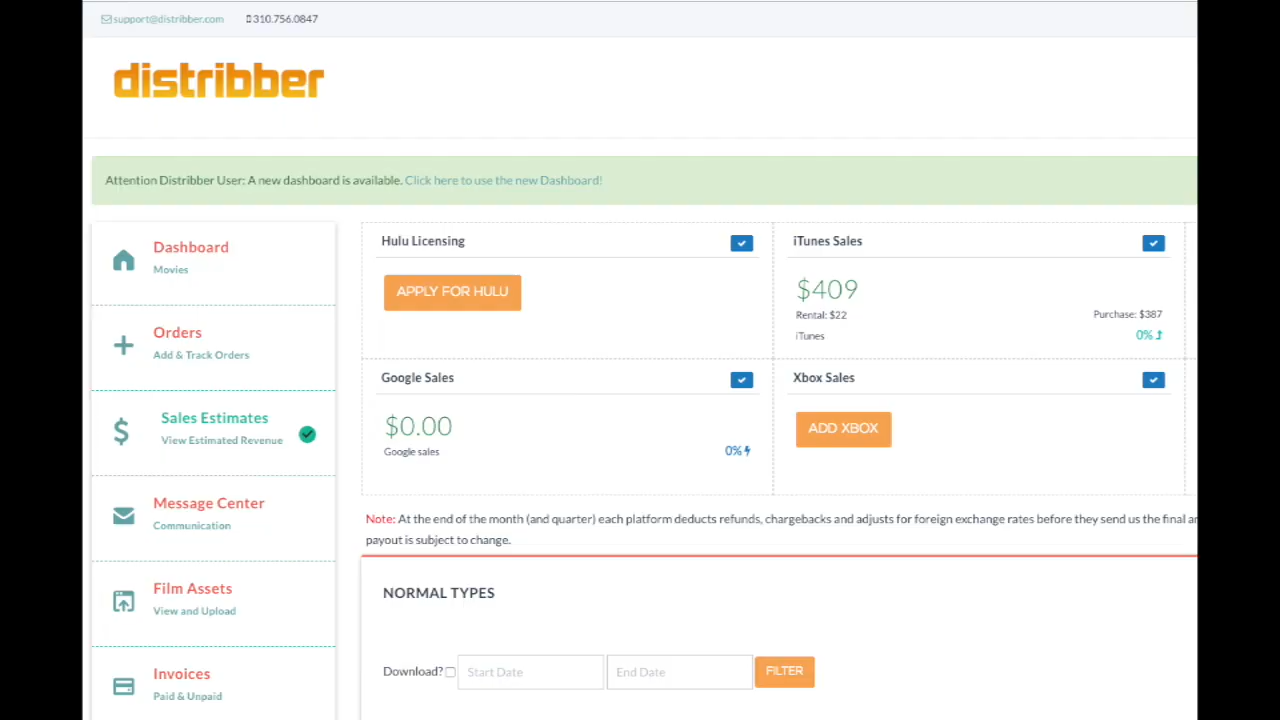 support@distribber.com 310.756.0847
distribber
Attention Distribber User: A new dashboard is available. Click here to use the new Dashboard!
Dashboard
Movies
Orders
Add & Track Orders
Sales Estimates
View Estimated Revenue
Message Center
Communication
Film Assets
View and Upload
Invoices
Paid & Unpaid
Hulu Licensing
APPLY FOR HULU
iTunes Sales
$409
Rental: $22 Purchase: $387
iTunes 0%
Google Sales
$0.00
Google sales 0%
Xbox Sales
ADD XBOX
Note: At the end of the month (and quarter) each platform deducts refunds, chargebacks and adjusts for foreign exchange rates before they send us the final
payout is subject to change.
NORMAL TYPES
Download? Start Date End Date FILTER